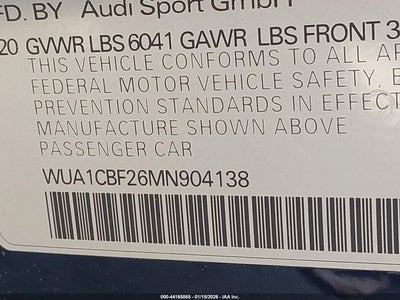 FD. BY Audi Sport GmbH
20 GVWR LBS 6041 GAWR LBS FRONT 3
THIS VEHICLE CONFORMS TO ALL AP
FEDERAL MOTOR VEHICLE SAFETY, B
PREVENTION STANDARDS IN EFFECT
MANUFACTURE SHOWN ABOVE
PASSENGER CAR
WUA1CBF26MN904138
000-44165865 - 01/15/2026 - IAA Inc.